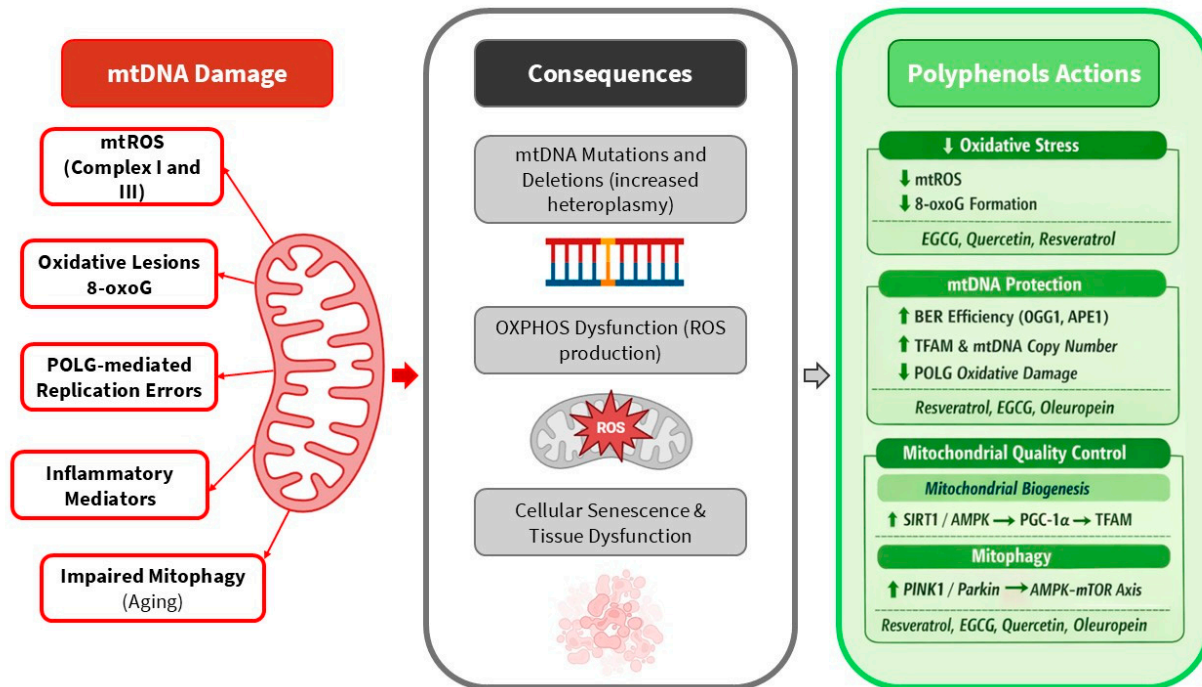 mtDNA Damage
mtROS
(Complex I and
III)
Oxidative Lesions
8-oxoG
POLG-mediated
Replication Errors
Inflammatory
Mediators
Impaired Mitophagy
(Aging)
Consequences
mtDNA Mutations and
Deletions (increased
heteroplasmy)
OXPHOS Dysfunction (ROS
production)
ROS
Cellular Senescence &
Tissue Dysfunction
Polyphenols Actions
↓ Oxidative Stress
↓ mtROS
↓ 8-oxoG Formation
EGCG, Quercetin, Resveratrol
mtDNA Protection
↑ BER Efficiency (OGG1, APE1)
↑ TFAM & mtDNA Copy Number
↓ POLG Oxidative Damage
Resveratrol, EGCG, Oleuropein
Mitochondrial Quality Control
Mitochondrial Biogenesis
↑ SIRT1 / AMPK → PGC-1α → TFAM
Mitophagy
↑ PINK1 / Parkin → AMPK-mTOR Axis
Resveratrol, EGCG, Quercetin, Oleuropein